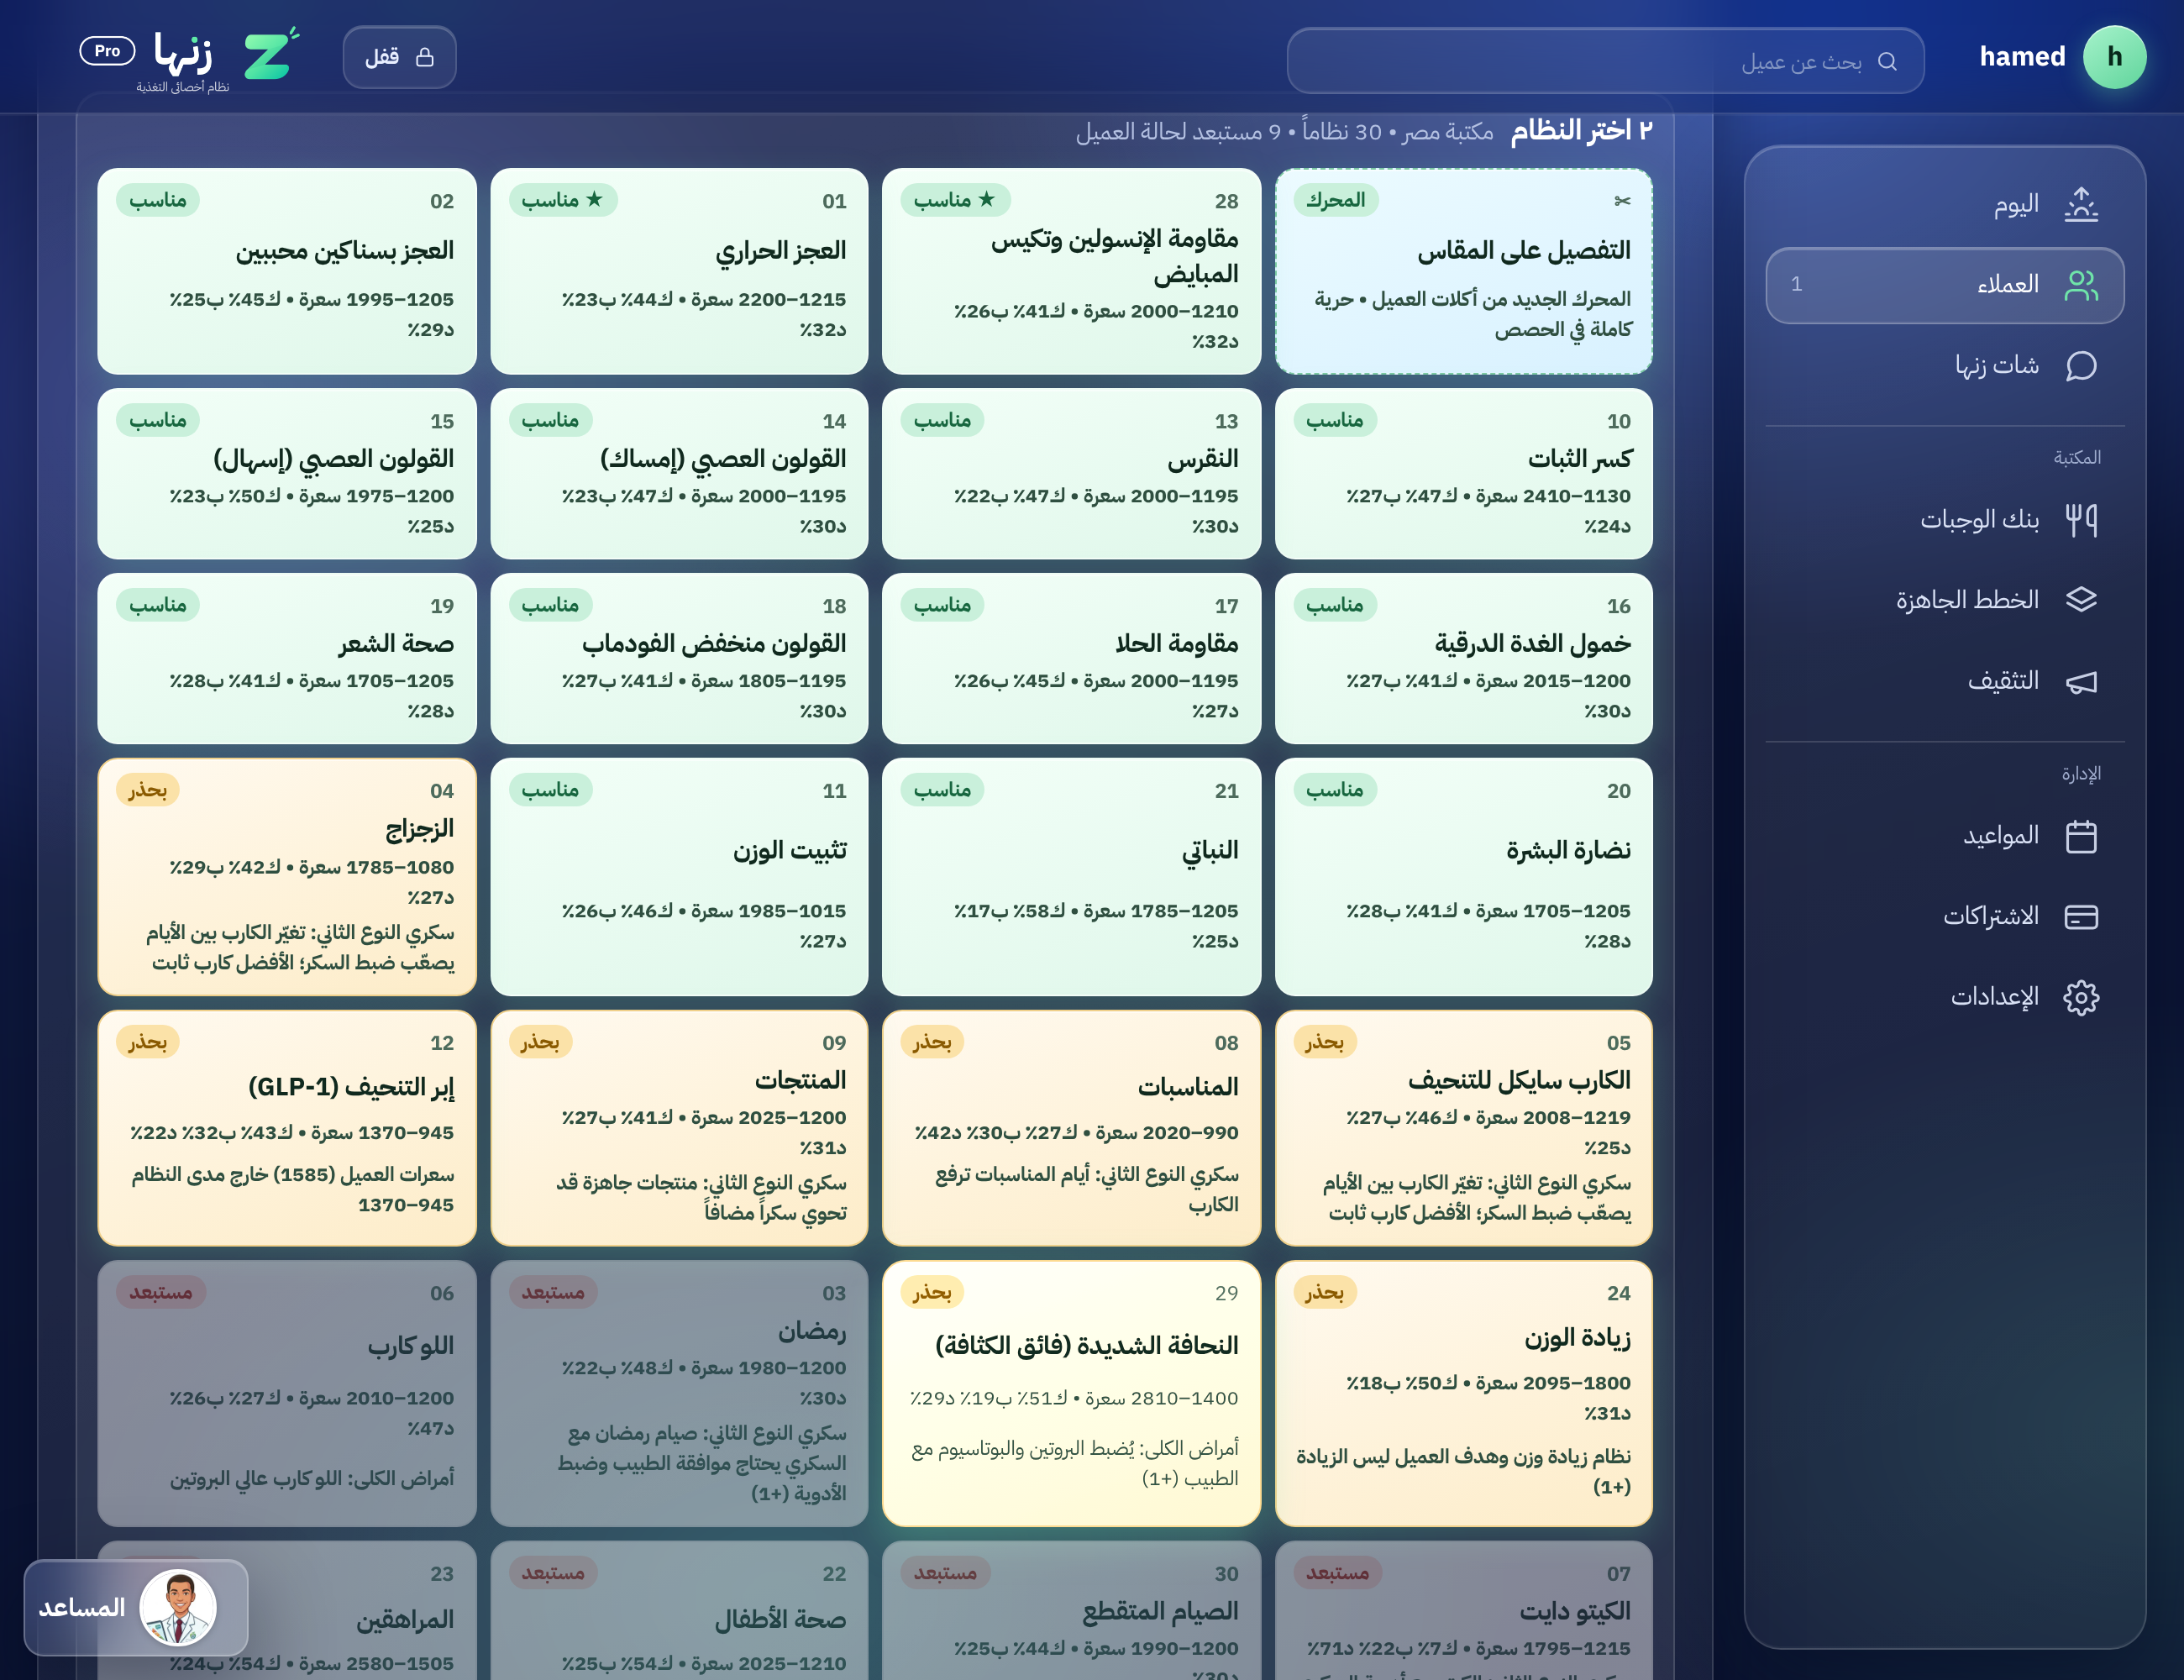 h
hamed
بحث عن عميل
قفل
زنها
Pro
نظام أخصائي التغذية
اليوم
العملاء
1
شات زنها
المكتبة
بنك الوجبات
الخطط الجاهزة
التثقيف
الإدارة
المواعيد
الاشتراكات
الإعدادات
٢ اختر النظام مكتبة مصر • 30 نظاماً • 9 مستبعد لحالة العميل
المحرك
التفصيل على المقاس
المحرك الجديد من أكلات العميل • حرية
كاملة في الحصص
28
★ مناسب
مقاومة الإنسولين وتكيس
المبايض
1210–2000 سعرة • ك41٪ ب26٪
د32٪
01
★ مناسب
العجز الحراري
1215–2200 سعرة • ك44٪ ب23٪
د32٪
02
مناسب
العجز بسناكين محببين
1205–1995 سعرة • ك45٪ ب25٪
د29٪
10
مناسب
كسر الثبات
1130–2410 سعرة • ك47٪ ب27٪
د24٪
13
مناسب
النقرس
1195–2000 سعرة • ك47٪ ب22٪
د30٪
14
مناسب
القولون العصبي (إمساك)
1195–2000 سعرة • ك47٪ ب23٪
د30٪
15
مناسب
القولون العصبي (إسهال)
1200–1975 سعرة • ك50٪ ب23٪
د25٪
16
مناسب
خمول الغدة الدرقية
1200–2015 سعرة • ك41٪ ب27٪
د30٪
17
مناسب
مقاومة الحلا
1195–2000 سعرة • ك45٪ ب26٪
د27٪
18
مناسب
القولون منخفض الفودماب
1195–1805 سعرة • ك41٪ ب27٪
د30٪
19
مناسب
صحة الشعر
1205–1705 سعرة • ك41٪ ب28٪
د28٪
20
مناسب
نضارة البشرة
1205–1705 سعرة • ك41٪ ب28٪
د28٪
21
مناسب
النباتي
1205–1785 سعرة • ك58٪ ب17٪
د25٪
11
مناسب
تثبيت الوزن
1015–1985 سعرة • ك46٪ ب26٪
د27٪
04
بحذر
الزجزاج
1080–1785 سعرة • ك42٪ ب29٪
د27٪
سكري النوع الثاني: تغيّر الكارب بين الأيام
يصعّب ضبط السكر؛ الأفضل كارب ثابت
05
بحذر
الكارب سايكل للتنحيف
1219–2008 سعرة • ك46٪ ب27٪
د25٪
سكري النوع الثاني: تغيّر الكارب بين الأيام
يصعّب ضبط السكر؛ الأفضل كارب ثابت
08
بحذر
المناسبات
990–2020 سعرة • ك27٪ ب30٪ د42٪
سكري النوع الثاني: أيام المناسبات ترفع
الكارب
09
بحذر
المنتجات
1200–2025 سعرة • ك41٪ ب27٪
د31٪
سكري النوع الثاني: منتجات جاهزة قد
تحوي سكراً مضافاً
12
بحذر
إبر التنحيف (GLP-1)
945–1370 سعرة • ك43٪ ب32٪ د22٪
سعرات العميل (1585) خارج مدى النظام
945–1370
24
بحذر
زيادة الوزن
1800–2095 سعرة • ك50٪ ب18٪
د31٪
نظام زيادة وزن وهدف العميل ليس الزيادة
(+1)
29
بحذر
النحافة الشديدة (فائق الكثافة)
1400–2810 سعرة • ك51٪ ب19٪ د29٪
أمراض الكلى: يُضبط البروتين والبوتاسيوم مع
الطبيب (+1)
03
مستبعد
رمضان
1200–1980 سعرة • ك48٪ ب22٪
د30٪
سكري النوع الثاني: صيام رمضان مع
السكري يحتاج موافقة الطبيب وضبط
الأدوية (+1)
06
مستبعد
اللو كارب
1200–2010 سعرة • ك27٪ ب26٪
د47٪
أمراض الكلى: اللو كارب عالي البروتين
07
مستبعد
الكيتو دايت
1215–1795 سعرة • ك7٪ ب22٪ د71٪
30
مستبعد
الصيام المتقطع
1200–1990 سعرة • ك44٪ ب25٪
د30٪
22
مستبعد
صحة الأطفال
1210–2025 سعرة • ك54٪ ب25٪
23
المراهقين
1505–2580 سعرة • ك54٪ ب24٪
المساعد